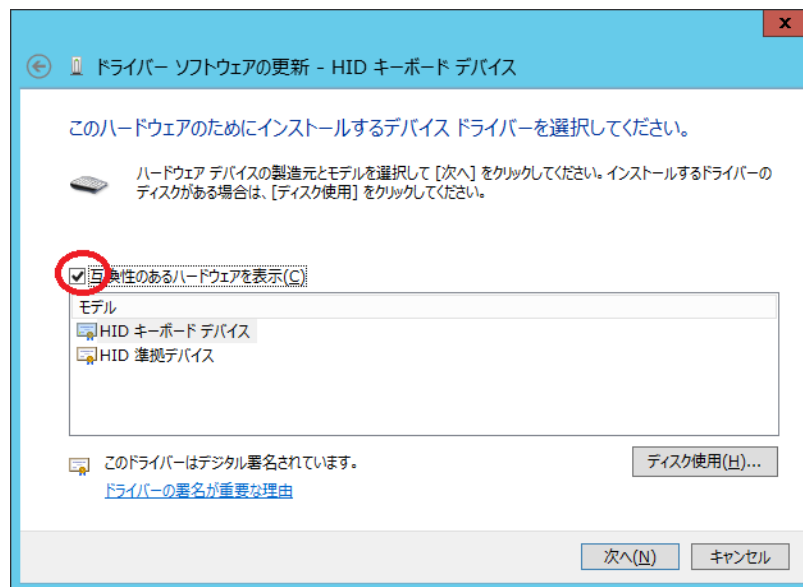 x
ドライバー ソフトウェアの更新 - HID キーボード デバイス
このハードウェアのためにインストールするデバイス ドライバーを選択してください。
ハードウェア デバイスの製造元とモデルを選択して [次へ] をクリックしてください。インストールするドライバーの
ディスクがある場合は、[ディスク使用] をクリックしてください。
互換性のあるハードウェアを表示(C)
モデル
HID キーボード デバイス
HID 準拠デバイス
このドライバーはデジタル署名されています。
ディスク使用(H)...
ドライバーの署名が重要な理由
次へ(N)
キャンセル